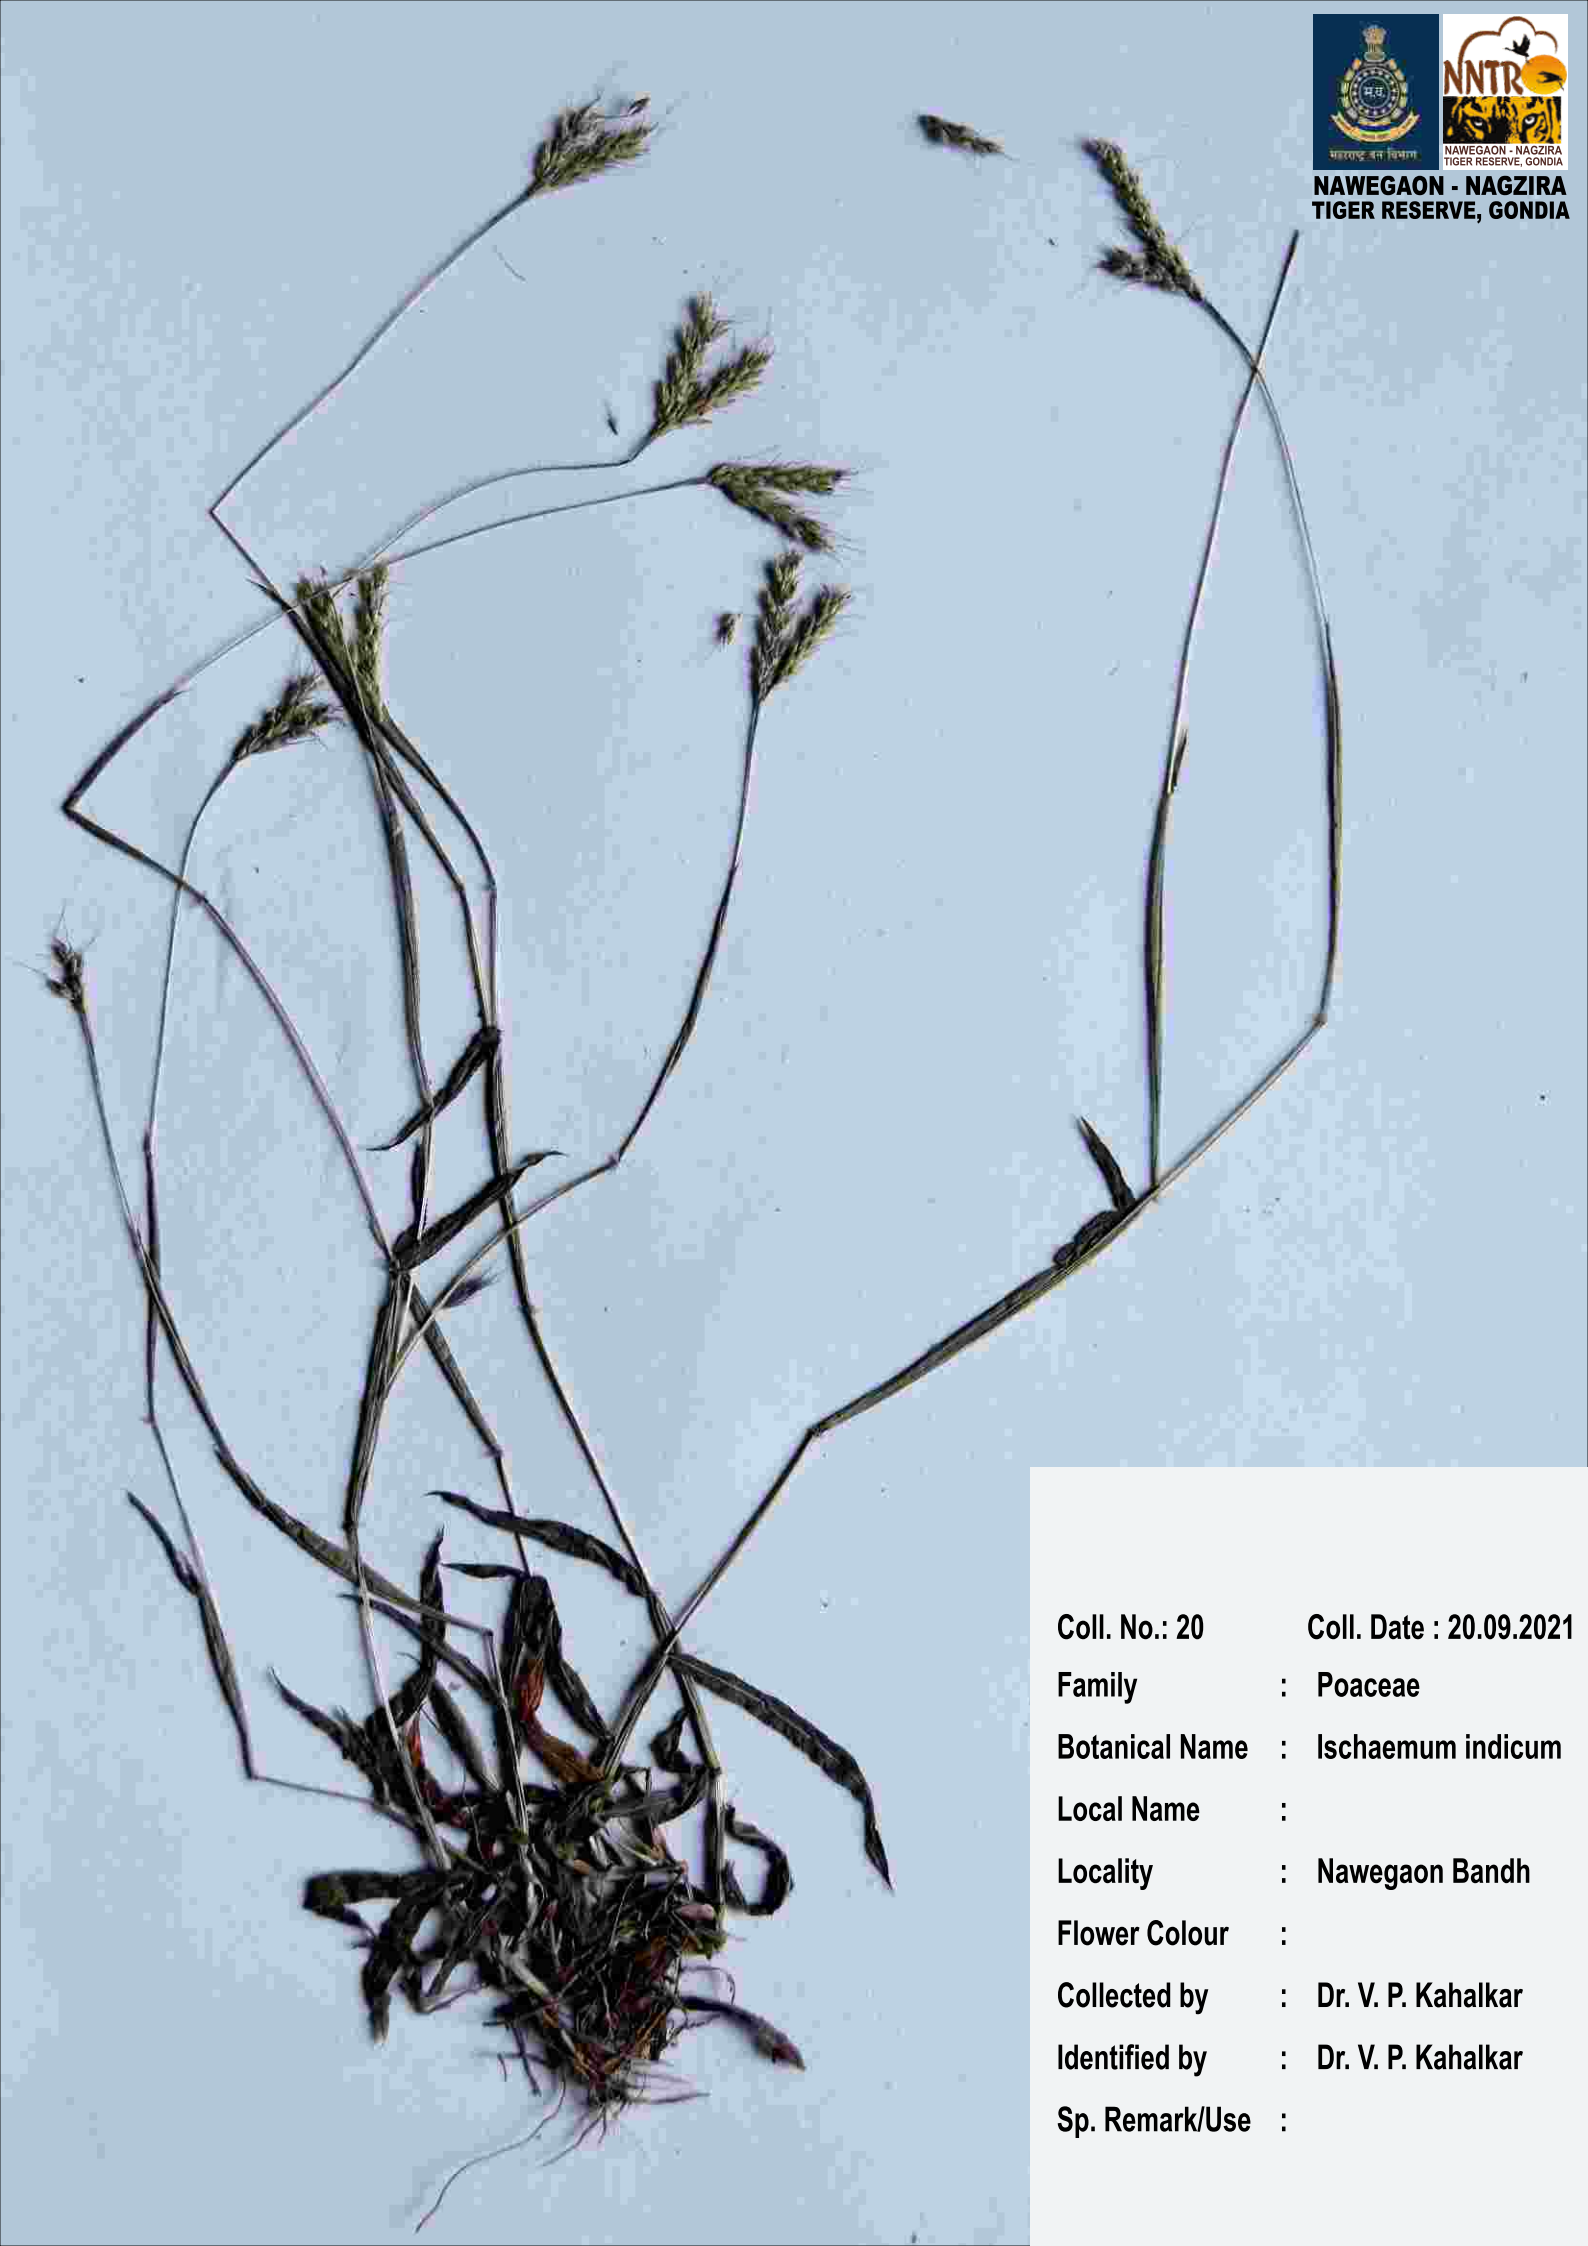 म.व.
महाराष्ट्र वन विभाग
NNTR
NAWEGAON - NAGZIRA
TIGER RESERVE, GONDIA
NAWEGAON - NAGZIRA
TIGER RESERVE, GONDIA
Coll. No.: 20 Coll. Date : 20.09.2021
Family : Poaceae
Botanical Name : Ischaemum indicum
Local Name :
Locality : Nawegaon Bandh
Flower Colour :
Collected by : Dr. V. P. Kahalkar
Identified by : Dr. V. P. Kahalkar
Sp. Remark/Use :